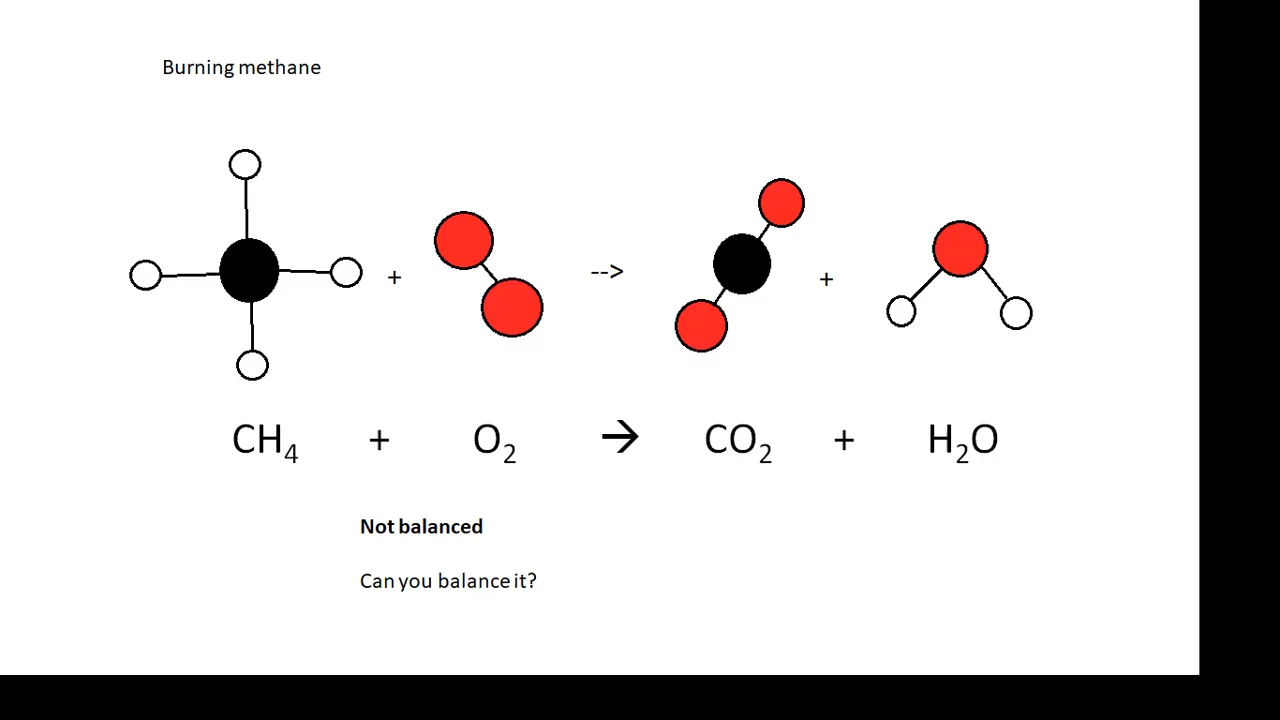 Burning methane
+ --> +
CH₄ + O₂ → CO₂ + H₂O
Not balanced
Can you balance it?